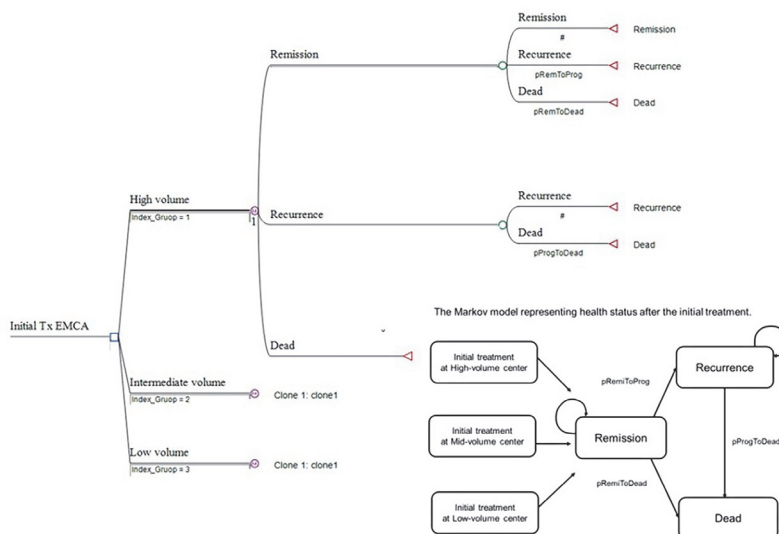 Remission
#
Remission
Recurrence
pRemToProg
Recurrence
Dead
pRemToDead
Dead
Remission
High volume
Index_Gruop = 1
1
Recurrence
Recurrence
#
Recurrence
Dead
pProgToDead
Dead
Initial Tx EMCA
Dead
Intermediate volume
Index_Gruop = 2
Clone 1: clone1
Low volume
Index_Gruop = 3
Clone 1: clone1
The Markov model representing health status after the initial treatment.
Initial treatment
at High-volume center
Recurrence
pRemiToProg
Initial treatment
at Mid-volume center
Remission
pProgToDead
pRemiToDead
Initial treatment
at Low-volume center
Dead